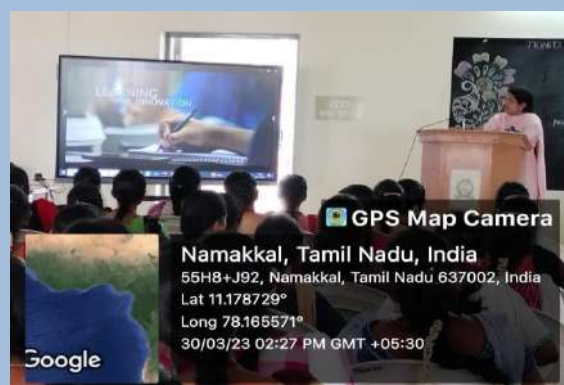 LEARNING
INNOVATION
GPS Map Camera
Namakkal, Tamil Nadu, India
55H8+J92, Namakkal, Tamil Nadu 637002, India
Lat 11.178729°
Long 78.165571°
30/03/23 02:27 PM GMT +05:30
Google